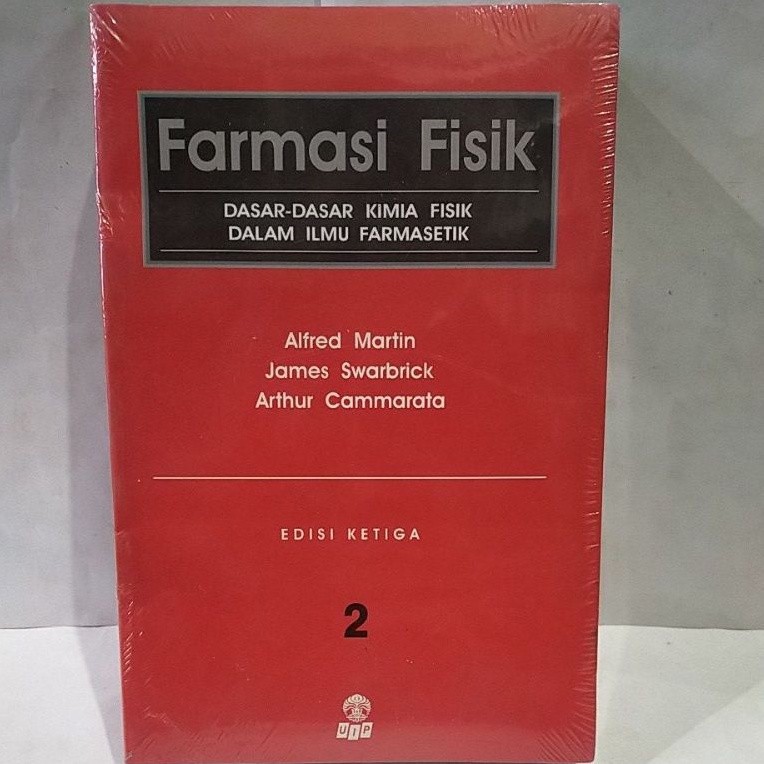 Farmasi Fisik
DASAR-DASAR KIMIA FISIK
DALAM ILMU FARMASETIK
Alfred Martin
James Swarbrick
Arthur Cammarata
EDISI KETIGA
2
UIP